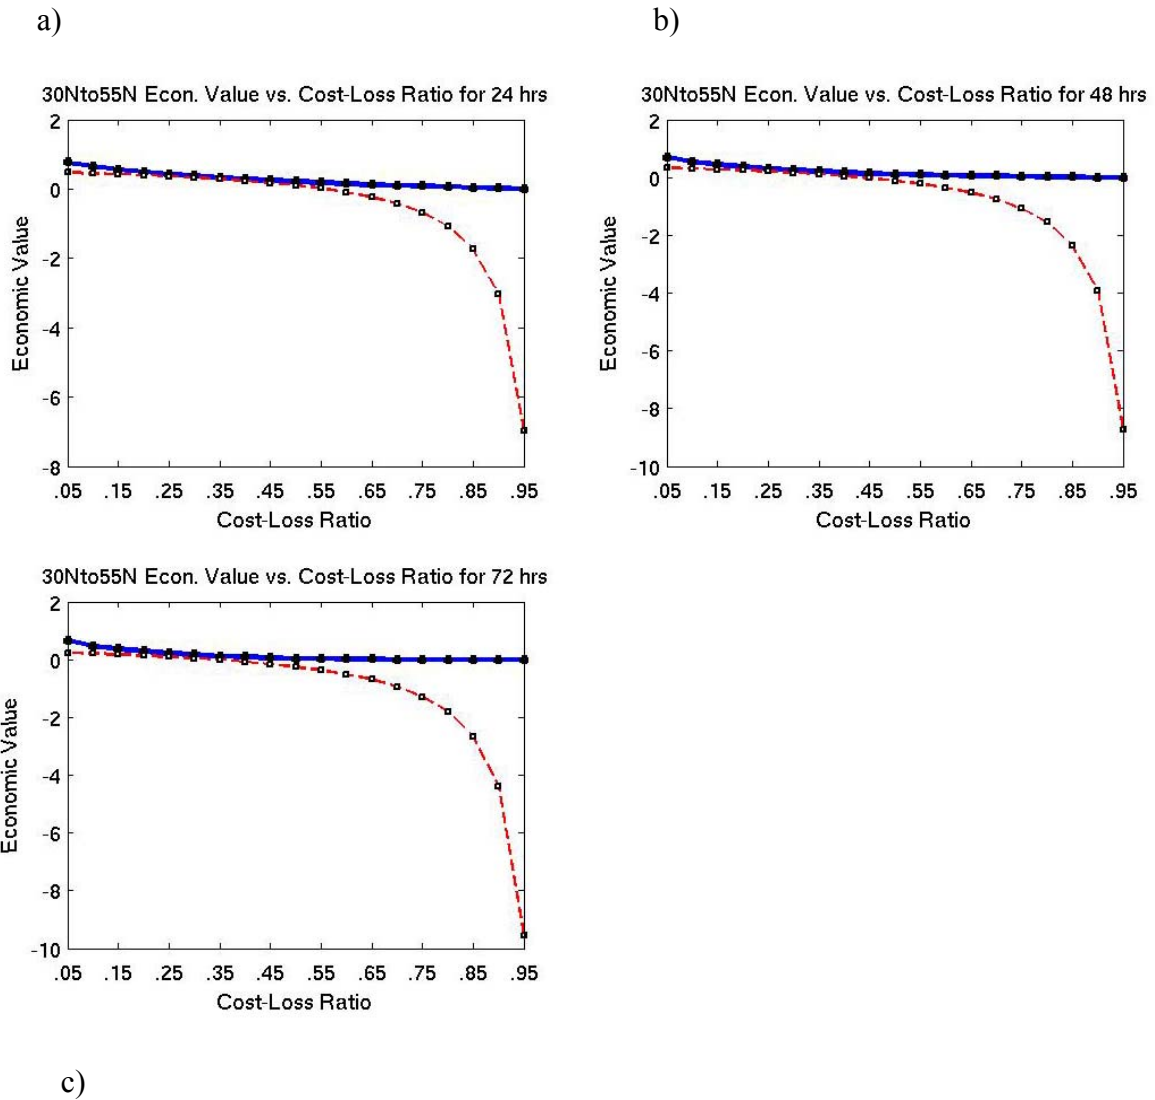 a)
b)
30Nto55N Econ. Value vs. Cost-Loss Ratio for 24 hrs
2
0
-2
-4
-6
-8
Economic Value
.05 .15 .25 .35 .45 .55 .65 .75 .85 .95
Cost-Loss Ratio
30Nto55N Econ. Value vs. Cost-Loss Ratio for 48 hrs
2
0
-2
-4
-6
-8
-10
Economic Value
.05 .15 .25 .35 .45 .55 .65 .75 .85 .95
Cost-Loss Ratio
30Nto55N Econ. Value vs. Cost-Loss Ratio for 72 hrs
2
0
-2
-4
-6
-8
-10
Economic Value
.05 .15 .25 .35 .45 .55 .65 .75 .85 .95
Cost-Loss Ratio
c)